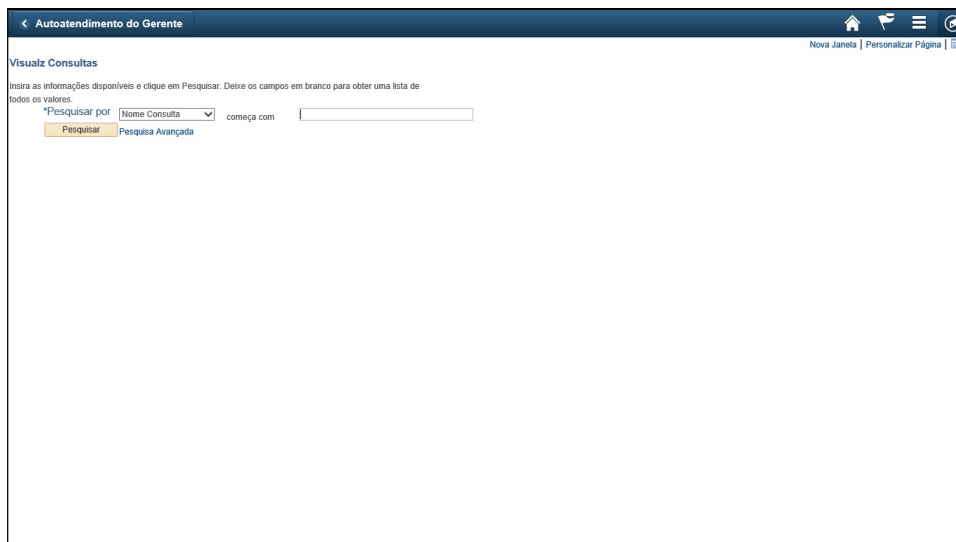 Autoatendimento do Gerente
Nova Janela | Personalizar Página |
Visualz Consultas
Insira as informações disponíveis e clique em Pesquisar. Deixe os campos em branco para obter uma lista de
todos os valores.
*Pesquisar por Nome Consulta começa com
Pesquisar Pesquisa Avançada